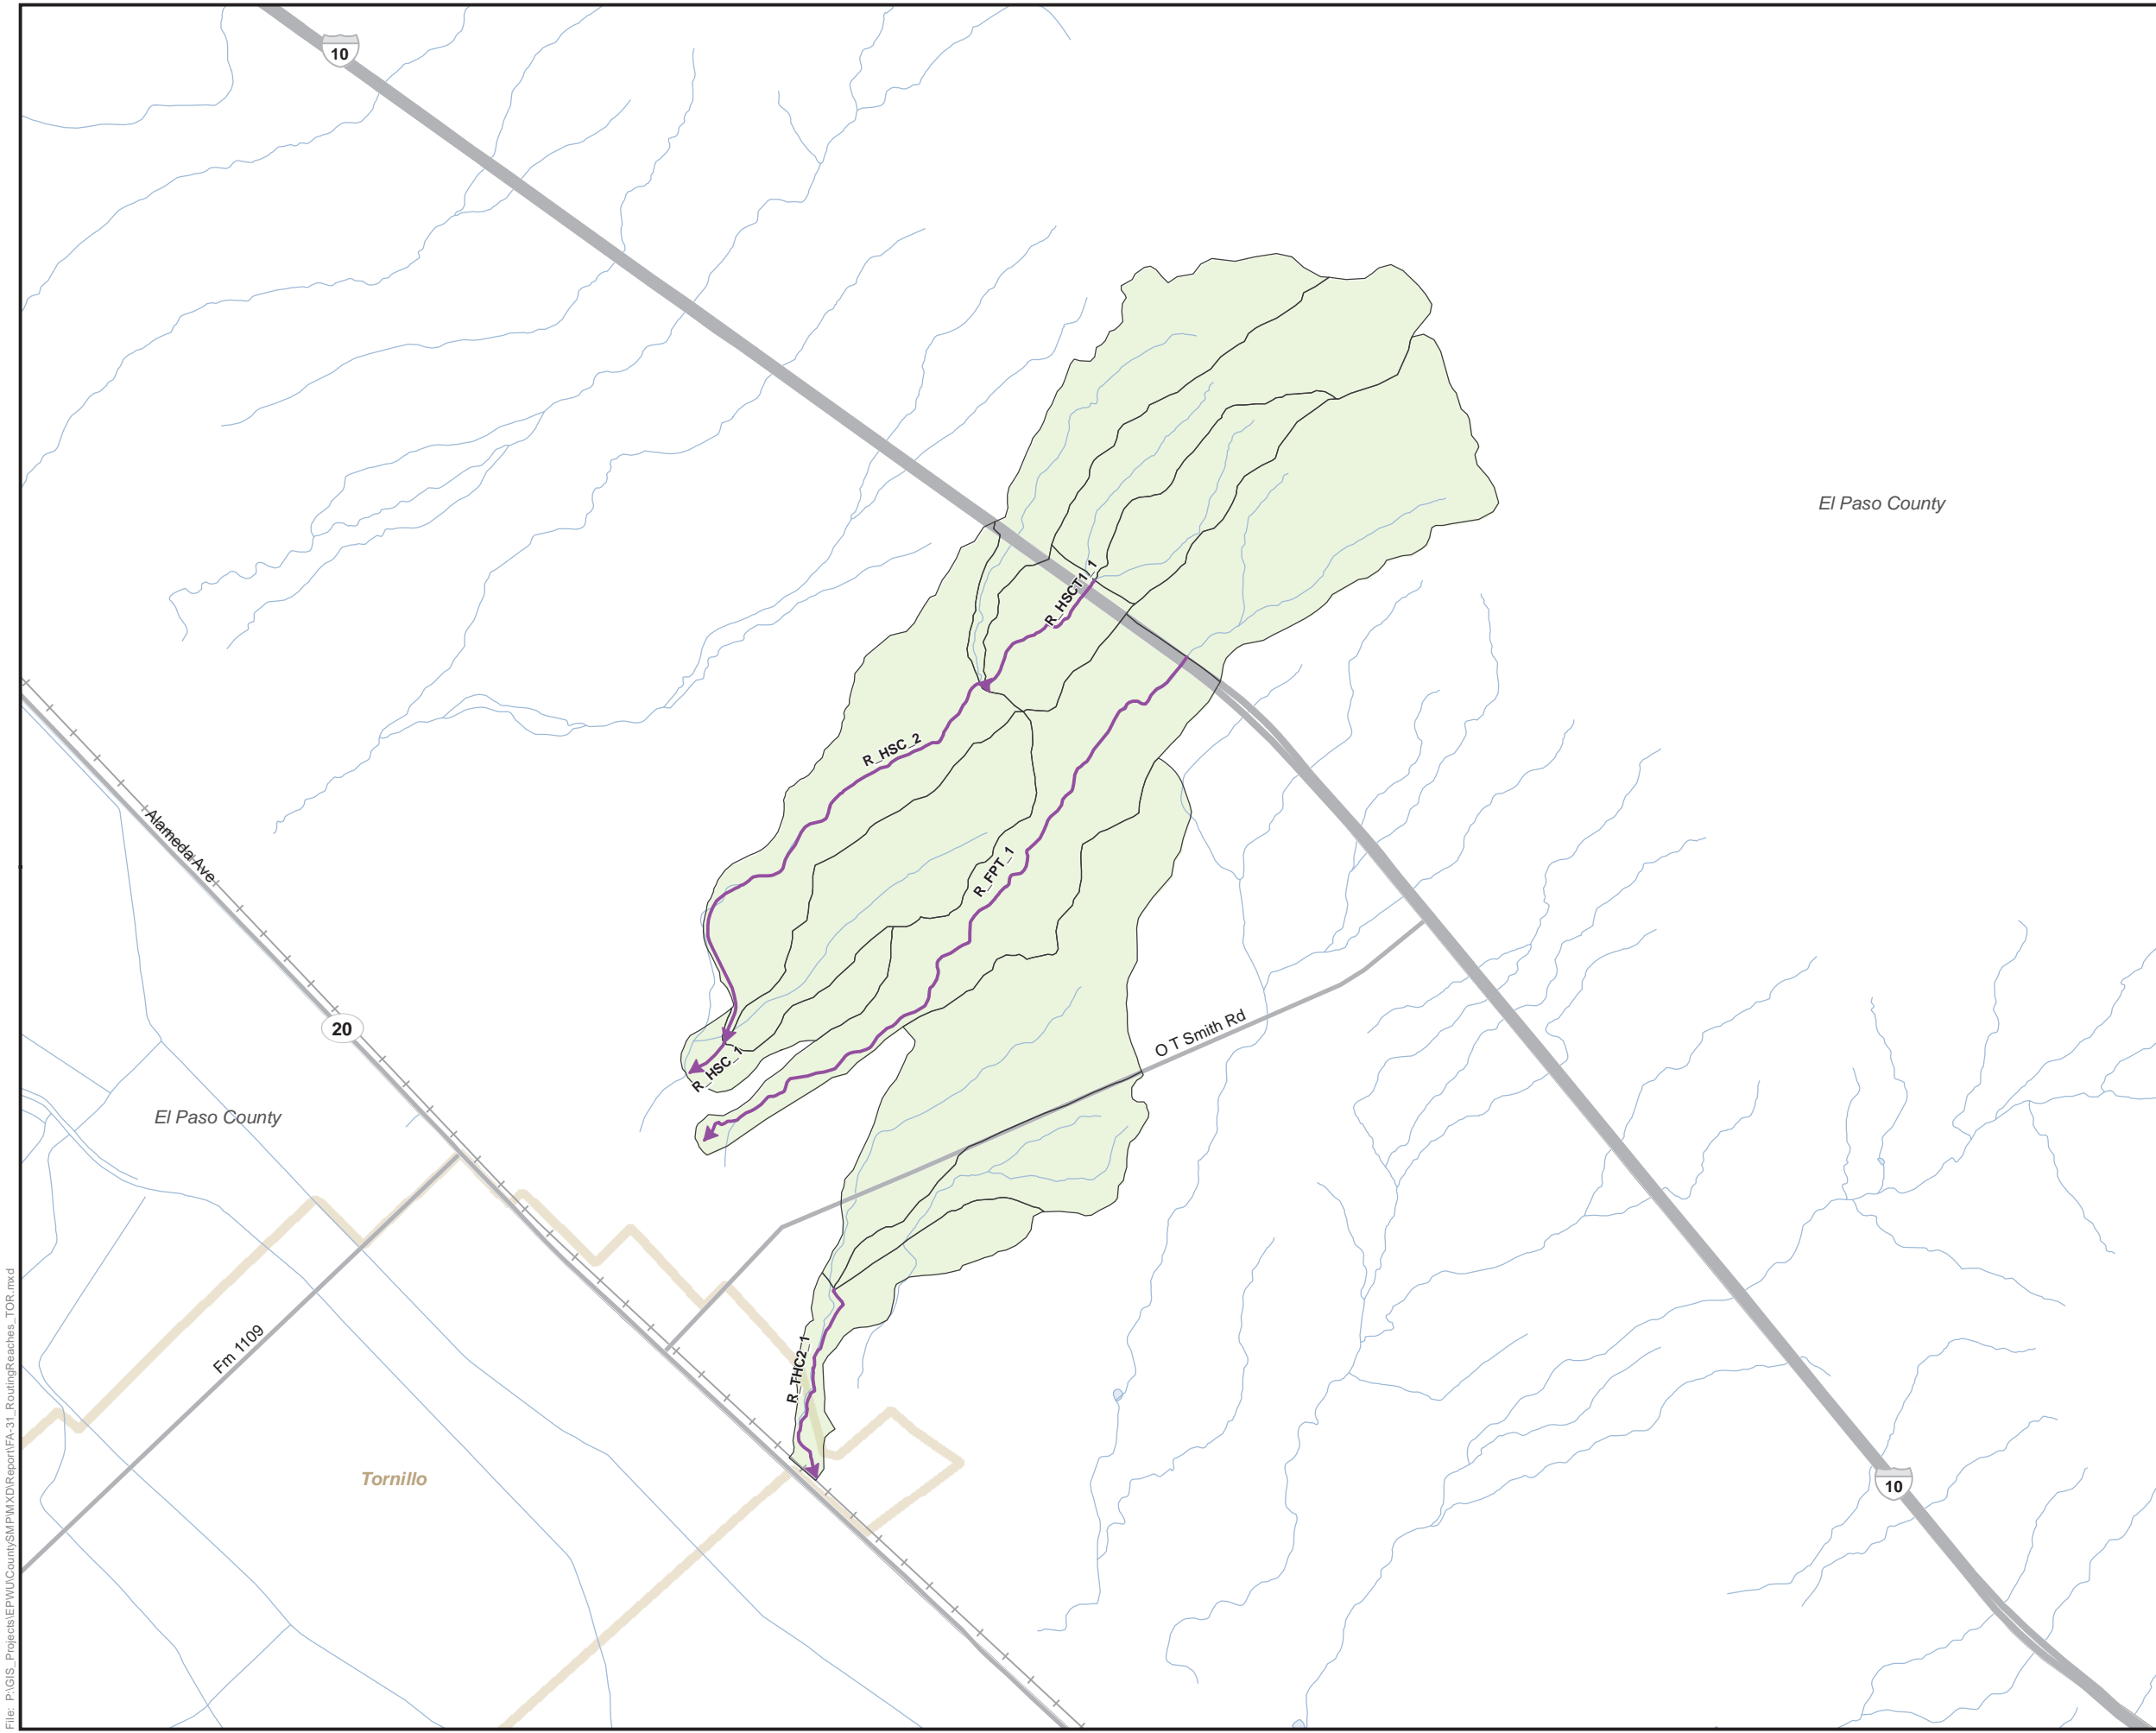 10
El Paso County
R_HSCT1_1
R_HSC_2
Alameda Ave
R_FPT_1
20
O T Smith Rd
R_HSC_1
El Paso County
Fm 1109
R_THC2_1
Tornillo
10
File: P:\GIS_Projects\EPWU\CountySMP\MXD\Report\FA-31_RoutingReaches_TOR.mxd